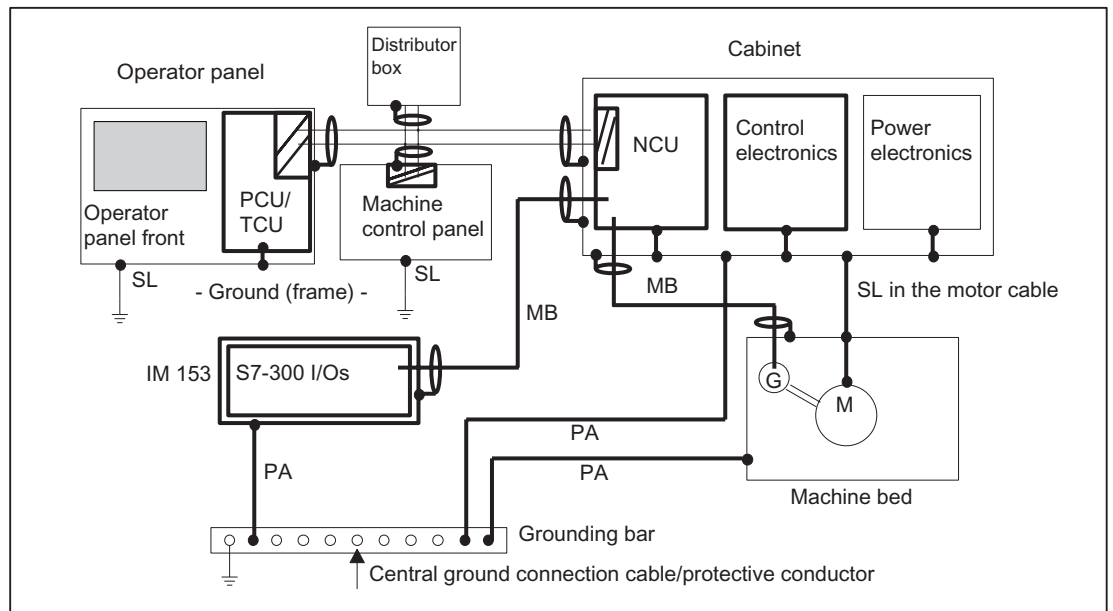 Operator panel
Distributor
box
Cabinet
NCU
Control
electronics
Power
electronics
PCU/
TCU
Operator
panel front
Machine
control panel
SL
- Ground (frame) -
SL
MB
MB
SL in the motor cable
IM 153
S7-300 I/Os
G
M
PA
PA
PA
Machine bed
Grounding bar
Central ground connection cable/protective conductor